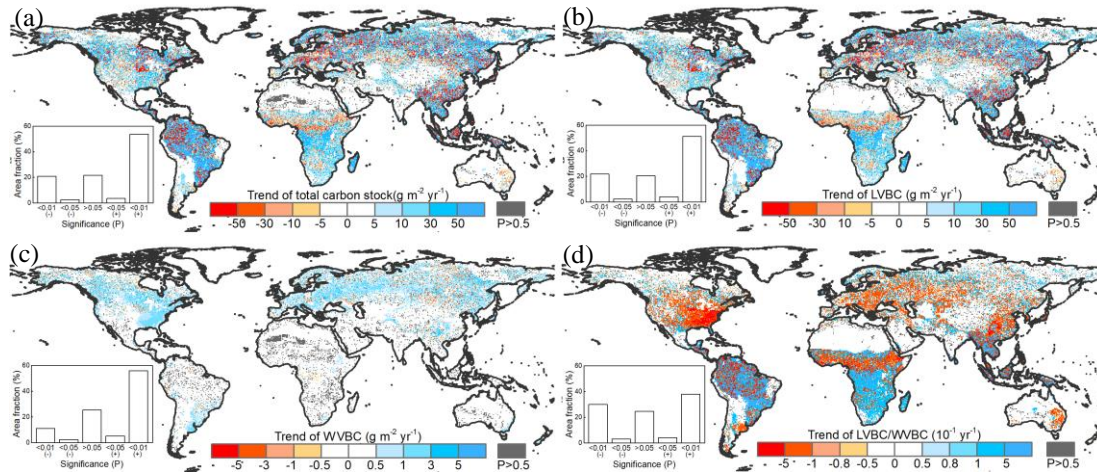 (a)
Area fraction (%)
60
40
20
0
<0.01 <0.05 >0.05 <0.05 <0.01
(-) (-) (+) (+)
Significance (P)
Trend of total carbon stock(g m-2 yr-1)
-50 -30 -10 -5 0 5 10 30 50
P>0.5
(b)
Area fraction (%)
60
40
20
0
<0.01 <0.05 >0.05 <0.05 <0.01
(-) (-) (+) (+)
Significance (P)
Trend of LVBC (g m-2 yr-1)
-50 -30 -10 -5 0 5 10 30 50
P>0.5
(c)
Area fraction (%)
60
40
20
0
<0.01 <0.05 >0.05 <0.05 <0.01
(-) (-) (+) (+)
Significance (P)
Trend of WVBC (g m-2 yr-1)
-5 -3 -1 -0.5 0 0.5 1 3 5
P>0.5
(d)
Area fraction (%)
60
40
20
0
<0.01 <0.05 >0.05 <0.05 <0.01
(-) (-) (+) (+)
Significance (P)
Trend of LVBC/WVBC (10-1 yr-1)
-5 -1 -0.8 -0.5 0 0.5 0.8 1 5
P>0.5